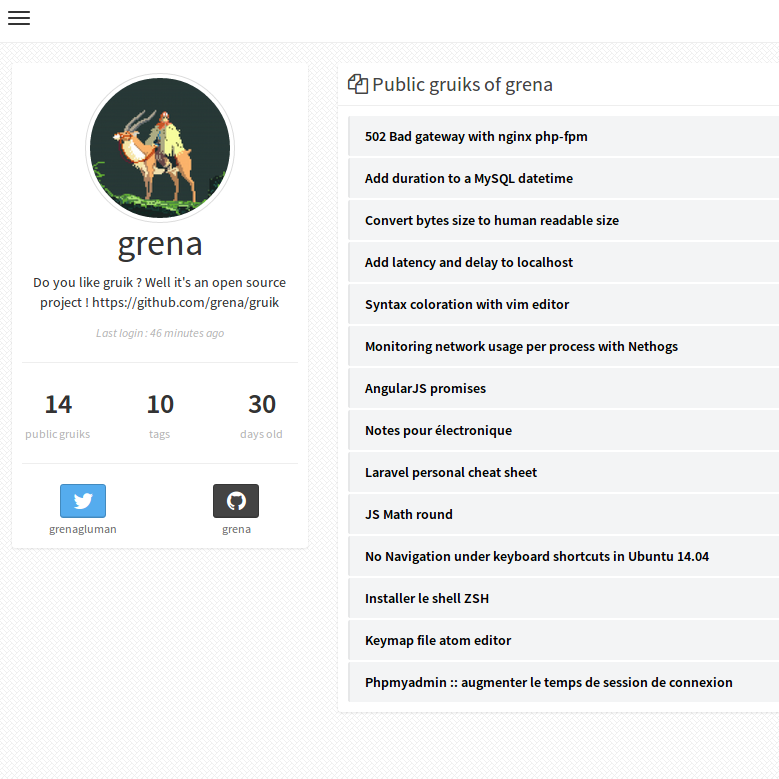 grena
Do you like gruik ? Well it's an open source
project ! https://github.com/grena/gruik
Last login : 46 minutes ago
14 10 30
public gruiks tags days old
grenagluman grena
Public gruiks of grena
502 Bad gateway with nginx php-fpm
Add duration to a MySQL datetime
Convert bytes size to human readable size
Add latency and delay to localhost
Syntax coloration with vim editor
Monitoring network usage per process with Nethogs
AngularJS promises
Notes pour électronique
Laravel personal cheat sheet
JS Math round
No Navigation under keyboard shortcuts in Ubuntu 14.04
Installer le shell ZSH
Keymap file atom editor
Phpmyadmin :: augmenter le temps de session de connexion